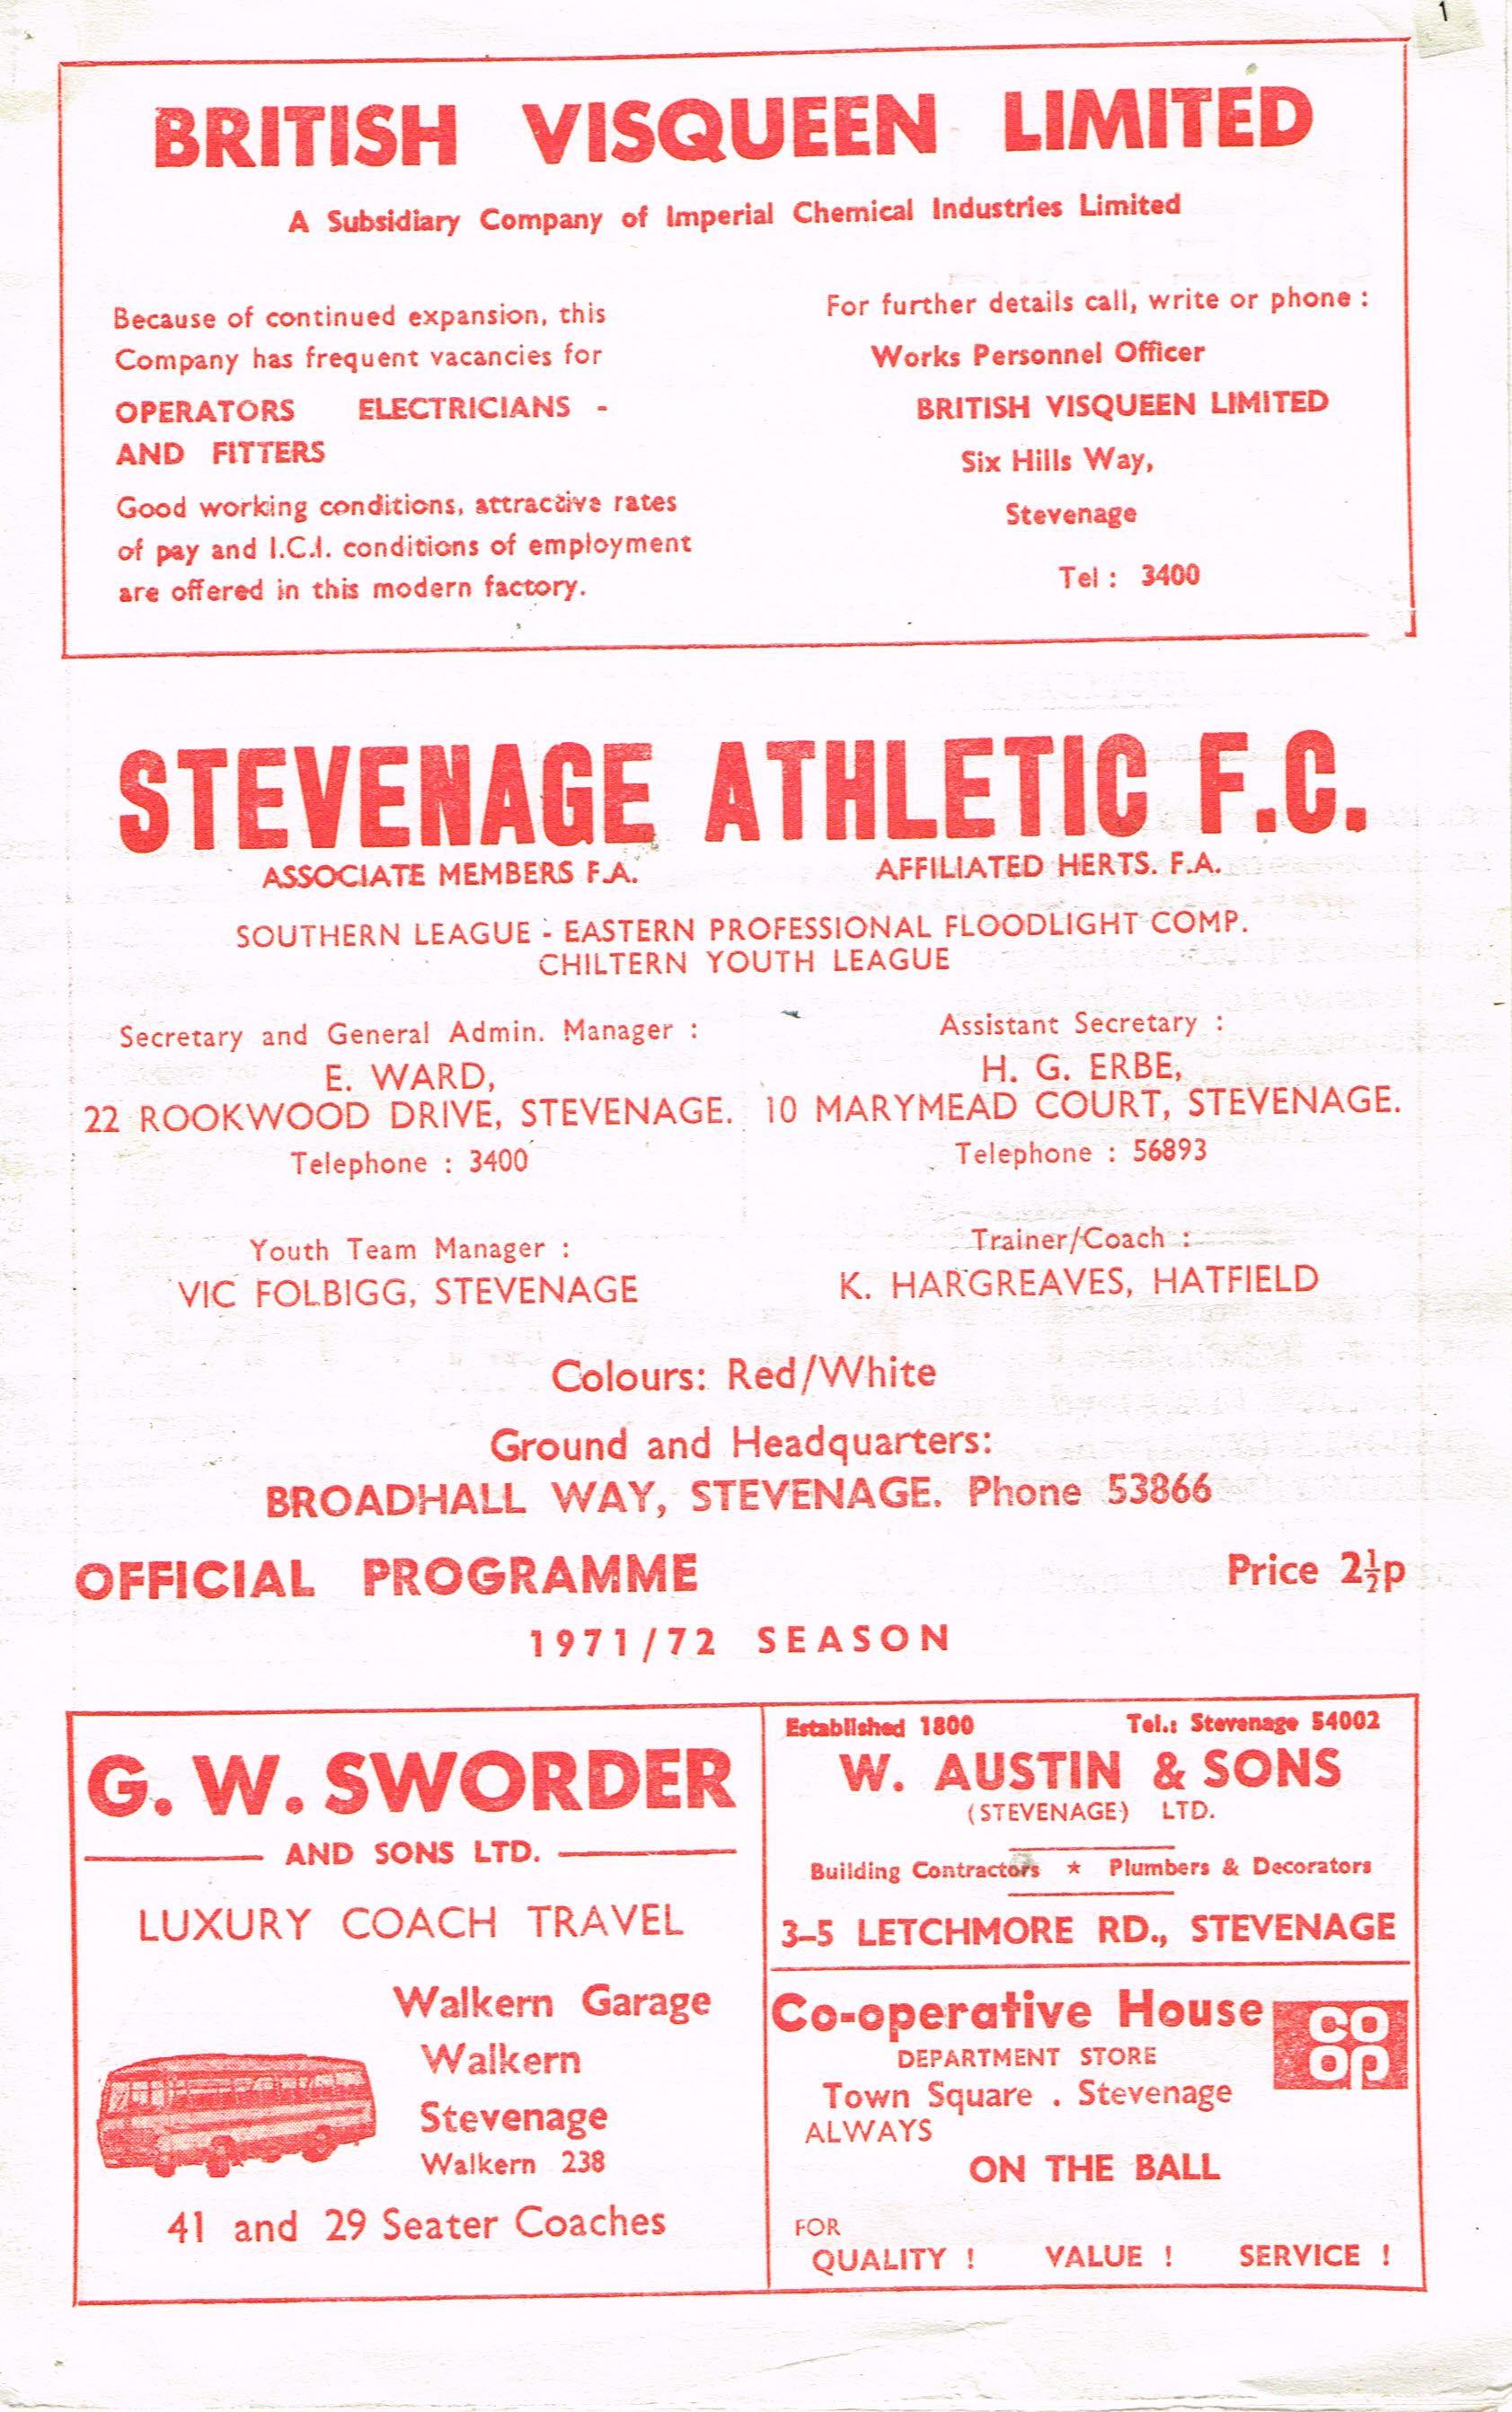 1
BRITISH VISQUEEN LIMITED
A Subsidiary Company of Imperial Chemical Industries Limited
Because of continued expansion, this
Company has frequent vacancies for
OPERATORS ELECTRICIANS -
AND FITTERS
Good working conditions, attractive rates
of pay and I.C.I. conditions of employment
are offered in this modern factory.
For further details call, write or phone :
Works Personnel Officer
BRITISH VISQUEEN LIMITED
Six Hills Way,
Stevenage
Tel : 3400
STEVENAGE ATHLETIC F.C.
ASSOCIATE MEMBERS F.A. AFFILIATED HERTS. F.A.
SOUTHERN LEAGUE - EASTERN PROFESSIONAL FLOODLIGHT COMP.
CHILTERN YOUTH LEAGUE
Secretary and General Admin. Manager :
E. WARD,
22 ROOKWOOD DRIVE, STEVENAGE.
Telephone : 3400
Assistant Secretary :
H. G. ERBE,
10 MARYMEAD COURT, STEVENAGE.
Telephone : 56893
Youth Team Manager :
VIC FOLBIGG, STEVENAGE
Trainer/Coach :
K. HARGREAVES, HATFIELD
Colours: Red/White
Ground and Headquarters:
BROADHALL WAY, STEVENAGE. Phone 53866
OFFICIAL PROGRAMME Price 2½p
1971/72 SEASON
G. W. SWORDER
AND SONS LTD.
LUXURY COACH TRAVEL
Walkern Garage
Walkern
Stevenage
Walkern 238
41 and 29 Seater Coaches
Established 1800 Tel.: Stevenage 54002
W. AUSTIN & SONS
(STEVENAGE) LTD.
Building Contractors ★ Plumbers & Decorators
3-5 LETCHMORE RD., STEVENAGE
Co-operative House
CO
OP
DEPARTMENT STORE
Town Square . Stevenage
ALWAYS
ON THE BALL
FOR
QUALITY ! VALUE ! SERVICE !